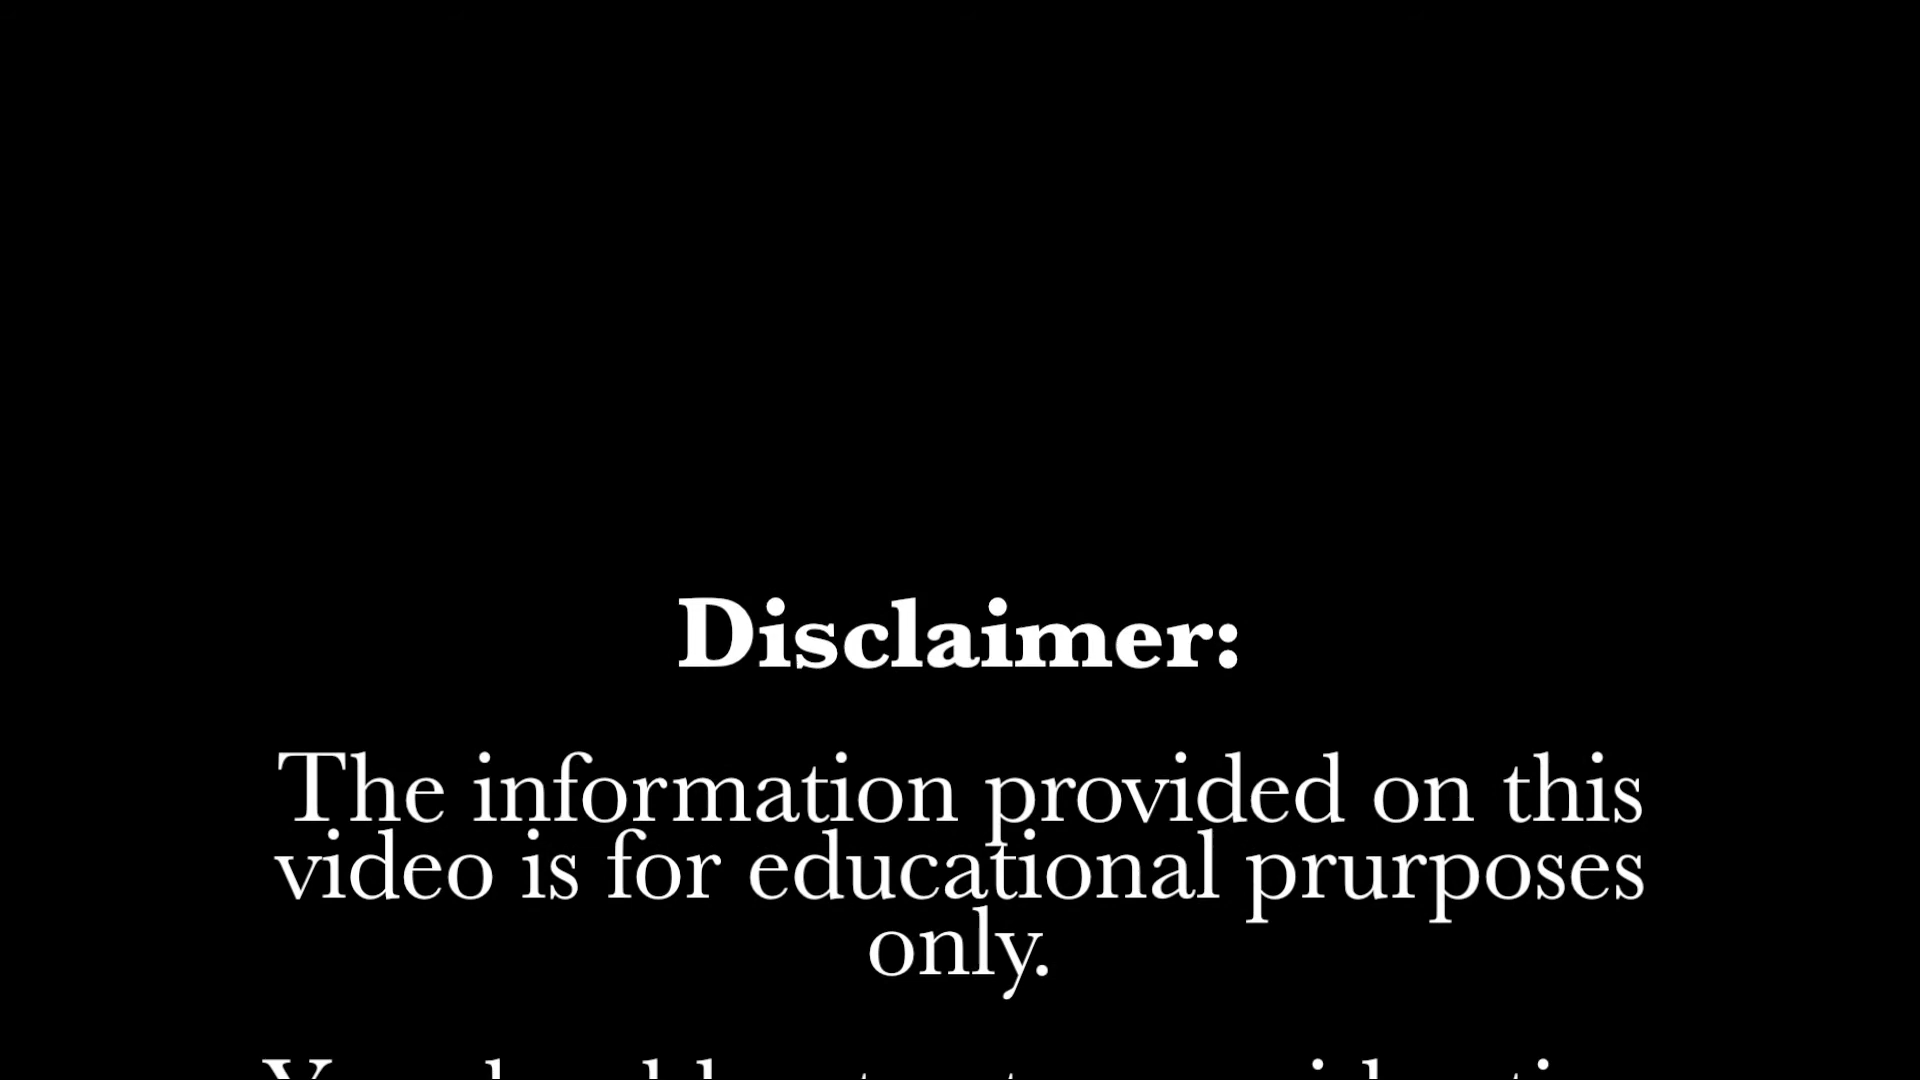 Disclaimer:
The information provided on this
video is for educational prurposes
only.